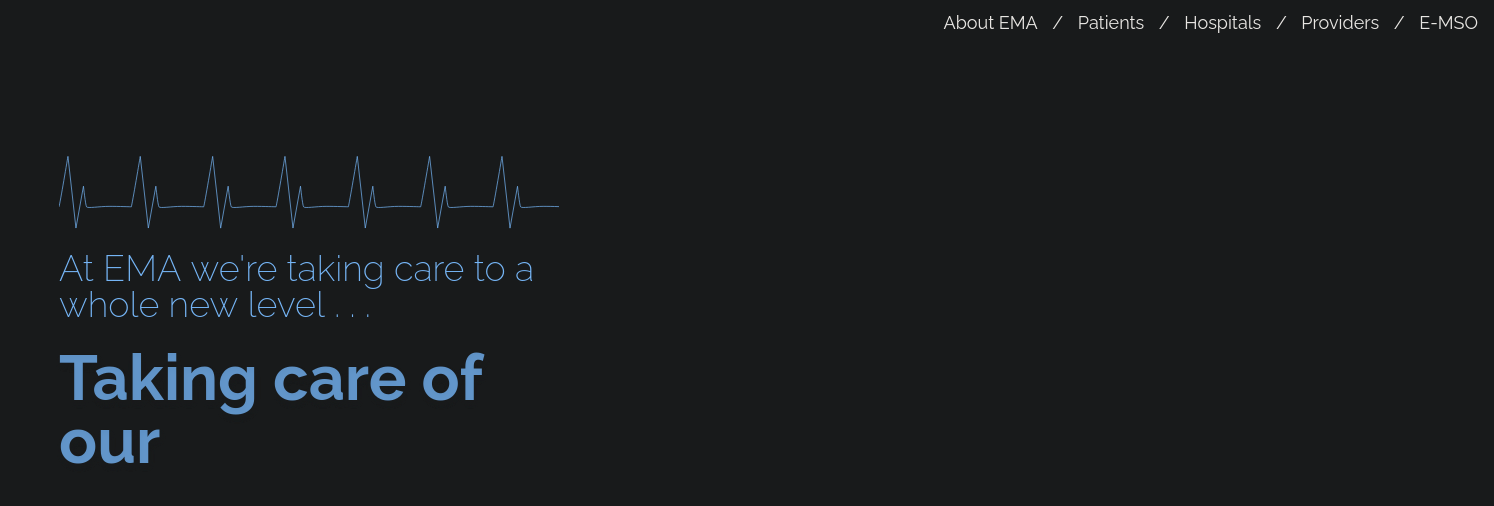 About EMA / Patients / Hospitals / Providers / E-MSO
At EMA we're taking care to a
whole new level . . .
Taking care of
our